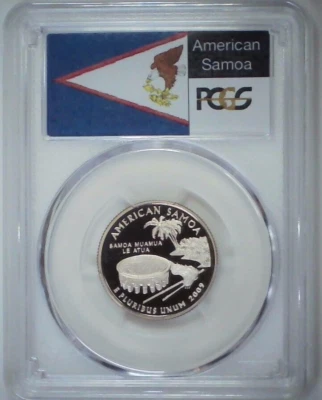 American
Samoa
PCGS
AMERICAN SAMOA
SAMOA MUAMUA
LE ATUA
E PLURIBUS UNUM 2009